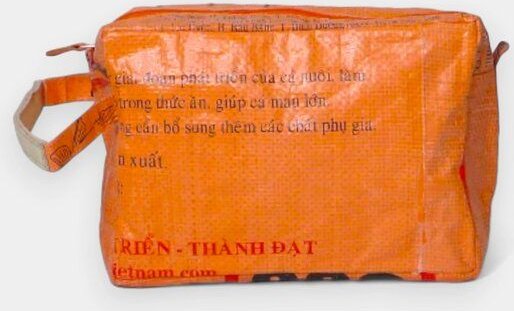 giai đoạn phát triển của cá nuôi, làm
trong thức ăn, giúp cá mau lớn.
cần bổ sung thêm các chất phụ gia.
n xuất.
TRIỂN - THÀNH ĐẠT
ietnam.com